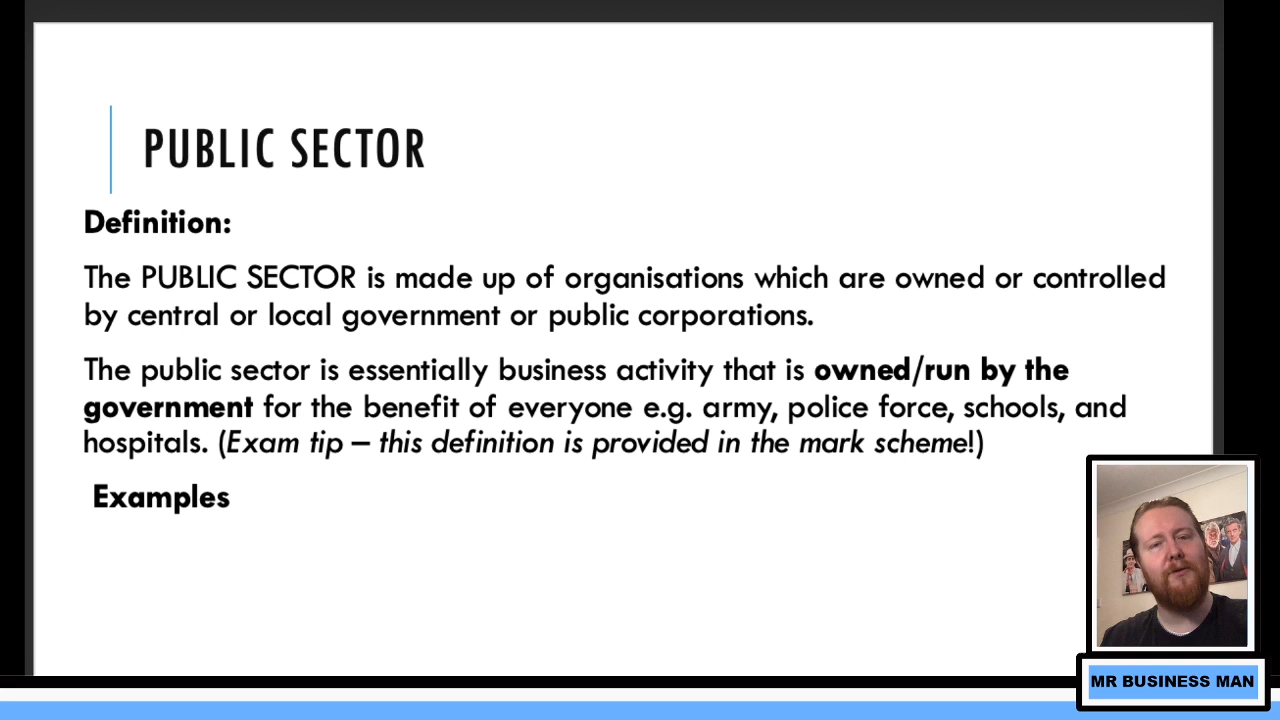 PUBLIC SECTOR
Definition:
The PUBLIC SECTOR is made up of organisations which are owned or controlled
by central or local government or public corporations.
The public sector is essentially business activity that is owned/run by the
government for the benefit of everyone e.g. army, police force, schools, and
hospitals. (Exam tip – this definition is provided in the mark scheme!)
Examples
MR BUSINESS MAN